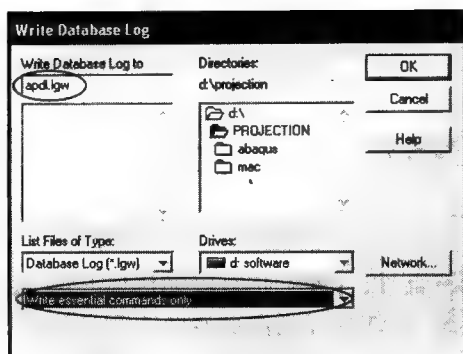 Write Database Log
Write Database Log to
apdl.lgw
Directories:
d:\projection
d:\
PROJECTION
abaqus
mac
OK
Cancel
Help
List Files of Type:
Database Log (*.lgw)
Drives:
d: software
Network...
Write essential commands only